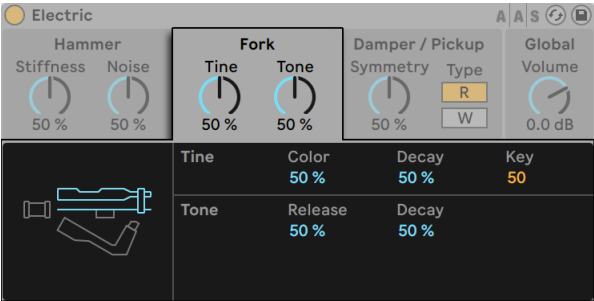 Electric A A S
Hammer Fork Damper / Pickup Global
Stiffness Noise Tine Tone Symmetry Type Volume
R
W
50 % 50 % 50 % 50 % 50 % 0.0 dB
Tine Color Decay Key
50 % 50 % 50
Tone Release Decay
50 % 50 %